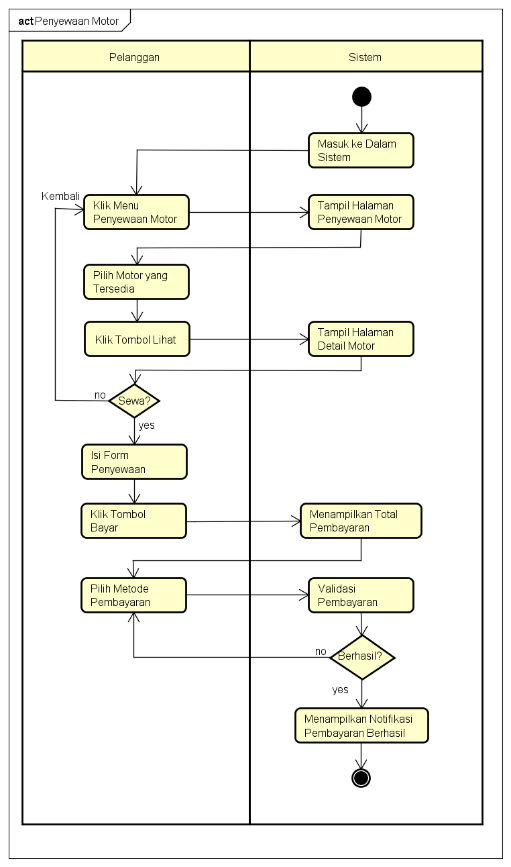 act Penyewaan Motor
Pelanggan
Sistem
Masuk ke Dalam
Sistem
Kembali
Klik Menu
Penyewaan Motor
Tampil Halaman
Penyewaan Motor
Pilih Motor yang
Tersedia
Klik Tombol Lihat
Tampil Halaman
Detail Motor
no
Sewa?
yes
Isi Form
Penyewaan
Klik Tombol
Bayar
Menampilkan Total
Pembayaran
Pilih Metode
Pembayaran
Validasi
Pembayaran
no
Berhasil?
yes
Menampilkan Notifikasi
Pembayaran Berhasil